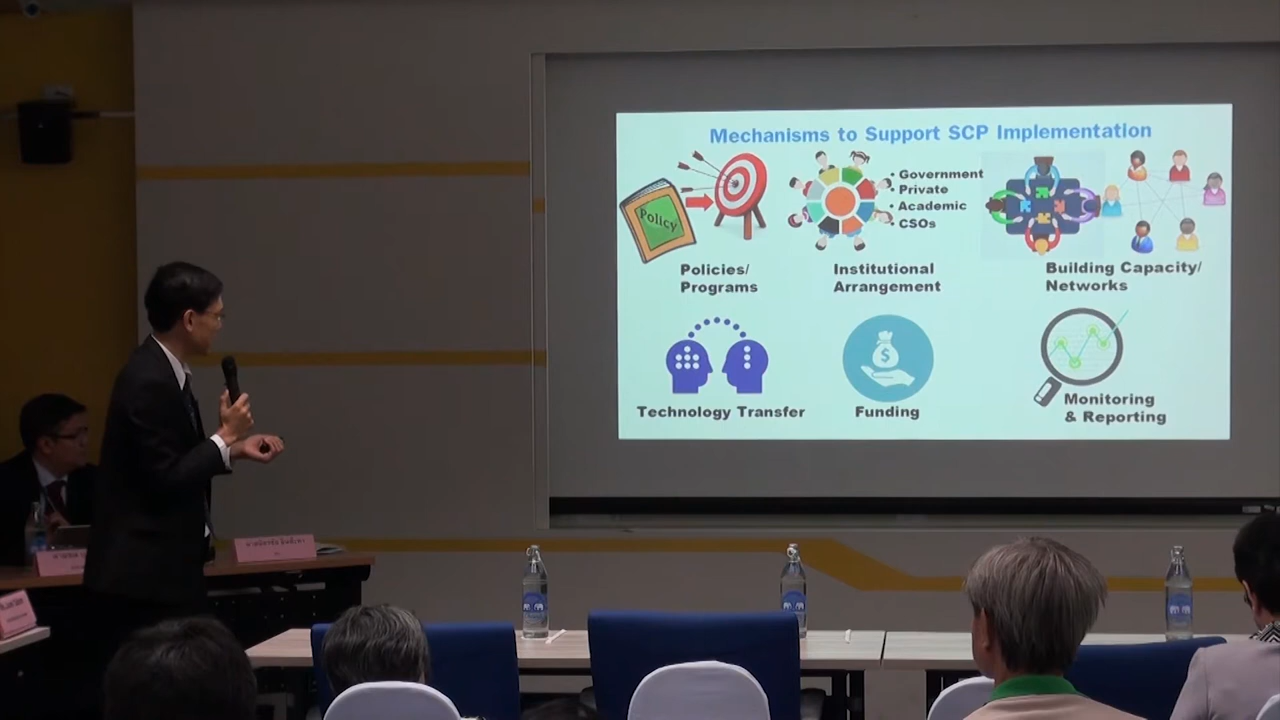 Mechanisms to Support SCP Implementation
Policy
• Government
• Private
• Academic
• CSOs
Policies/
Programs
Institutional
Arrangement
Building Capacity/
Networks
$
Technology Transfer
Funding
Monitoring
& Reporting